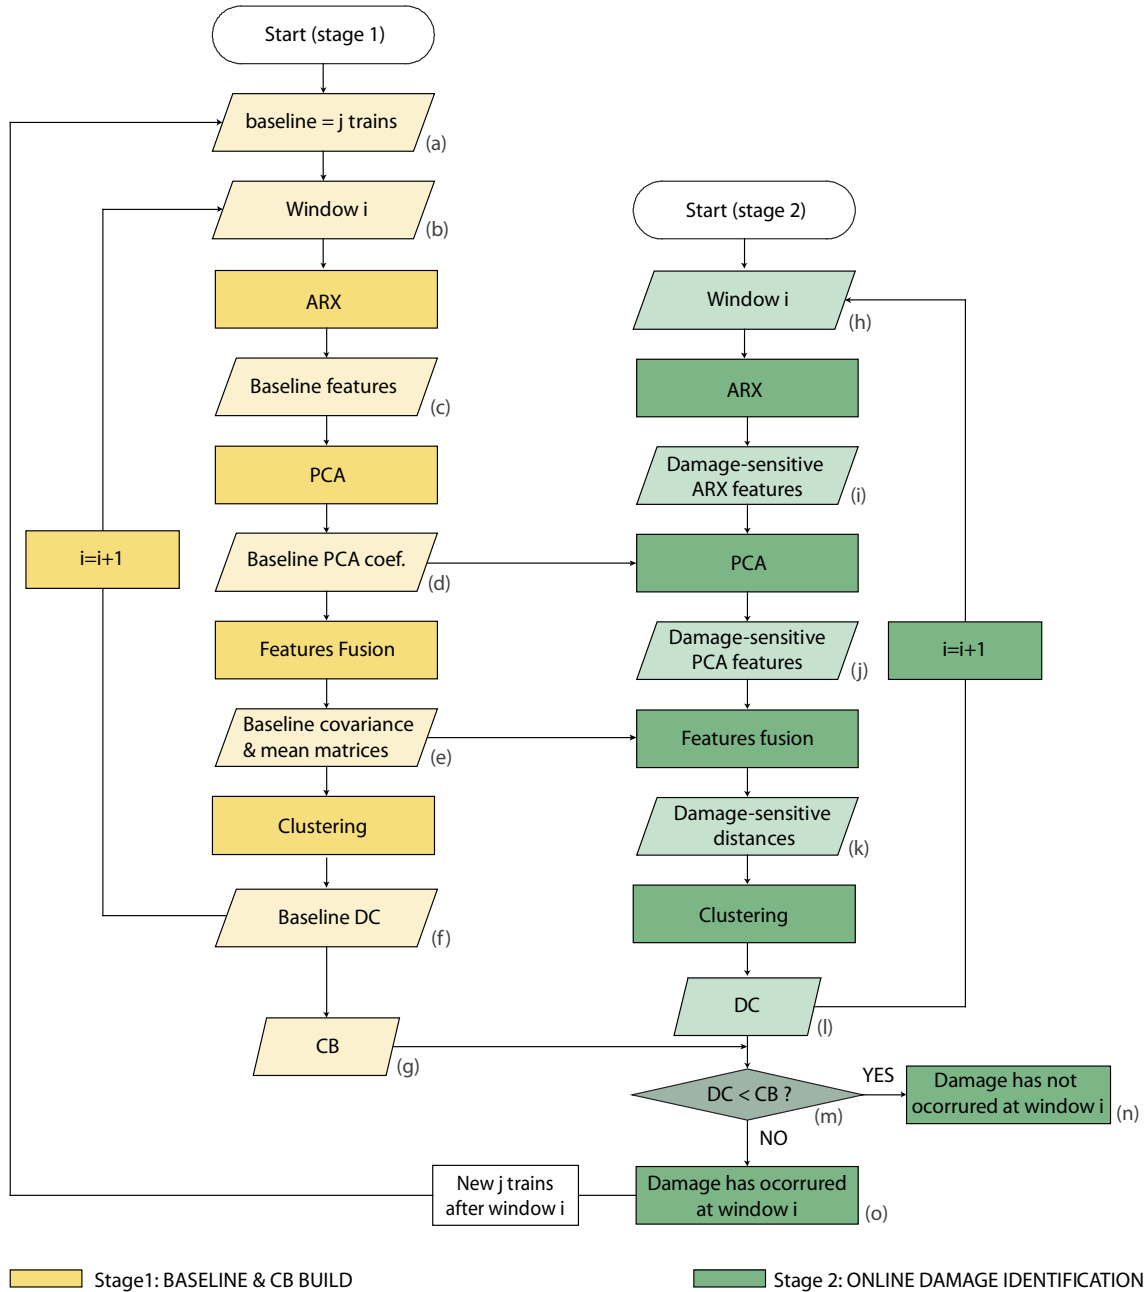 Start (stage 1)
baseline = j trains
(a)
Window i
(b)
ARX
Baseline features
(c)
PCA
i=i+1
Baseline PCA coef.
(d)
Features Fusion
Baseline covariance
& mean matrices
(e)
Clustering
Baseline DC
(f)
CB
(g)
Start (stage 2)
Window i
(h)
ARX
Damage-sensitive
ARX features
(i)
PCA
Damage-sensitive
PCA features
(j)
i=i+1
Features fusion
Damage-sensitive
distances
(k)
Clustering
DC
(l)
DC < CB ?
(m)
YES
Damage has not
ocorrured at window i
(n)
NO
Damage has ocorrured
at window i
(o)
New j trains
after window i
Stage1: BASELINE & CB BUILD
Stage 2: ONLINE DAMAGE IDENTIFICATION